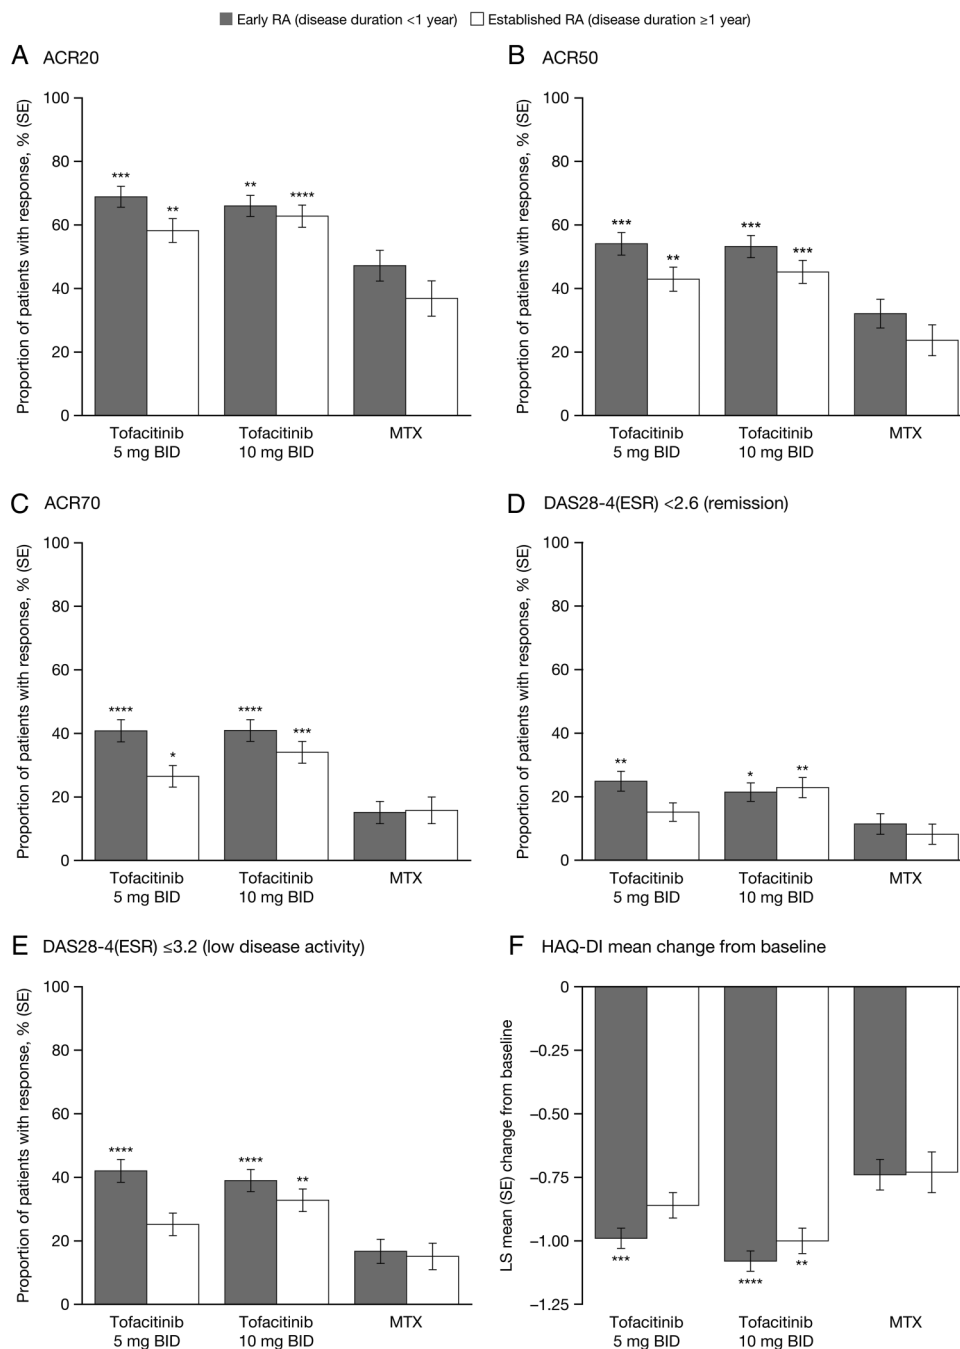 Early RA (disease duration <1 year) Established RA (disease duration ≥1 year)
A ACR20
Proportion of patients with response, % (SE)
100
80
60
40
20
0
***
**
**
****
Tofacitinib
5 mg BID
Tofacitinib
10 mg BID
MTX
B ACR50
Proportion of patients with response, % (SE)
100
80
60
40
20
0
***
**
***
***
Tofacitinib
5 mg BID
Tofacitinib
10 mg BID
MTX
C ACR70
Proportion of patients with response, % (SE)
100
80
60
40
20
0
****
*
****
***
Tofacitinib
5 mg BID
Tofacitinib
10 mg BID
MTX
D DAS28-4(ESR) <2.6 (remission)
Proportion of patients with response, % (SE)
100
80
60
40
20
0
**
*
**
Tofacitinib
5 mg BID
Tofacitinib
10 mg BID
MTX
E DAS28-4(ESR) ≤3.2 (low disease activity)
Proportion of patients with response, % (SE)
100
80
60
40
20
0
****
****
**
Tofacitinib
5 mg BID
Tofacitinib
10 mg BID
MTX
F HAQ-DI mean change from baseline
LS mean (SE) change from baseline
0
−0.25
−0.50
−0.75
−1.00
−1.25
***
****
**
Tofacitinib
5 mg BID
Tofacitinib
10 mg BID
MTX